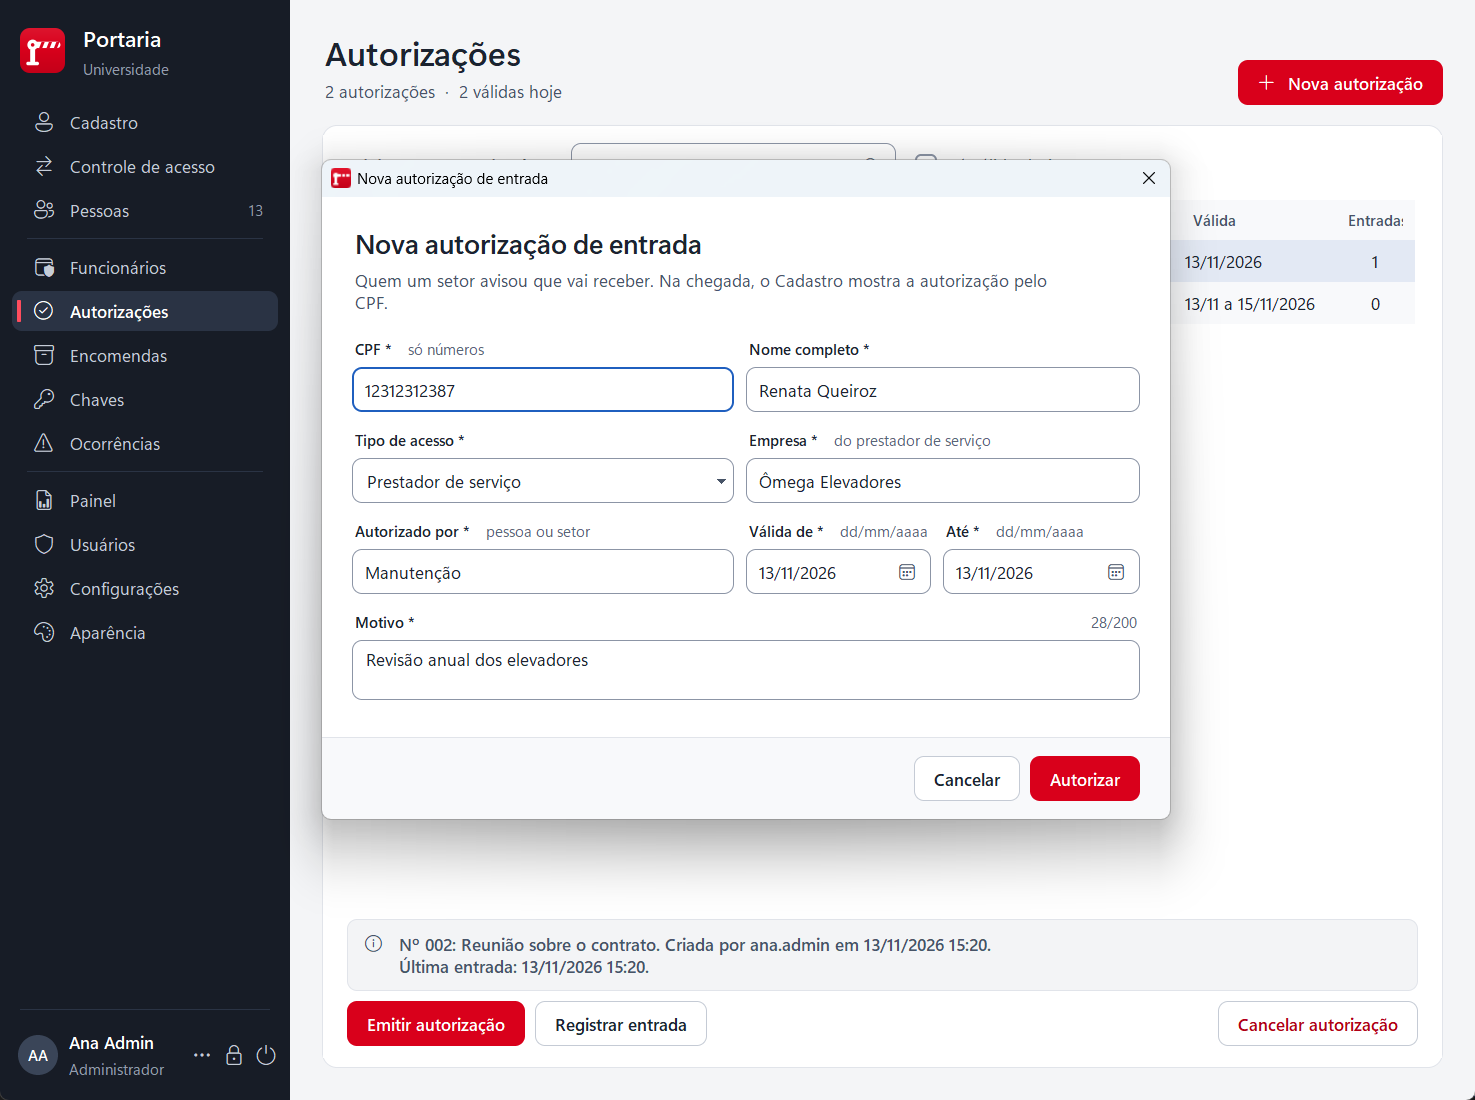 Portaria
Universidade
Cadastro
Controle de acesso
Pessoas 13
Funcionários
Autorizações
Encomendas
Chaves
Ocorrências
Painel
Usuários
Configurações
Aparência
AA
Ana Admin
Administrador
Autorizações
2 autorizações · 2 válidas hoje
Nova autorização
Válida Entradas
13/11/2026 1
13/11 a 15/11/2026 0
Nova autorização de entrada
Nova autorização de entrada
Quem um setor avisou que vai receber. Na chegada, o Cadastro mostra a autorização pelo
CPF.
CPF * só números Nome completo *
12312312387 Renata Queiroz
Tipo de acesso * Empresa * do prestador de serviço
Prestador de serviço Ômega Elevadores
Autorizado por * pessoa ou setor Válida de * dd/mm/aaaa Até * dd/mm/aaaa
Manutenção 13/11/2026 13/11/2026
Motivo * 28/200
Revisão anual dos elevadores
Cancelar Autorizar
Nº 002: Reunião sobre o contrato. Criada por ana.admin em 13/11/2026 15:20.
Última entrada: 13/11/2026 15:20.
Emitir autorização Registrar entrada Cancelar autorização